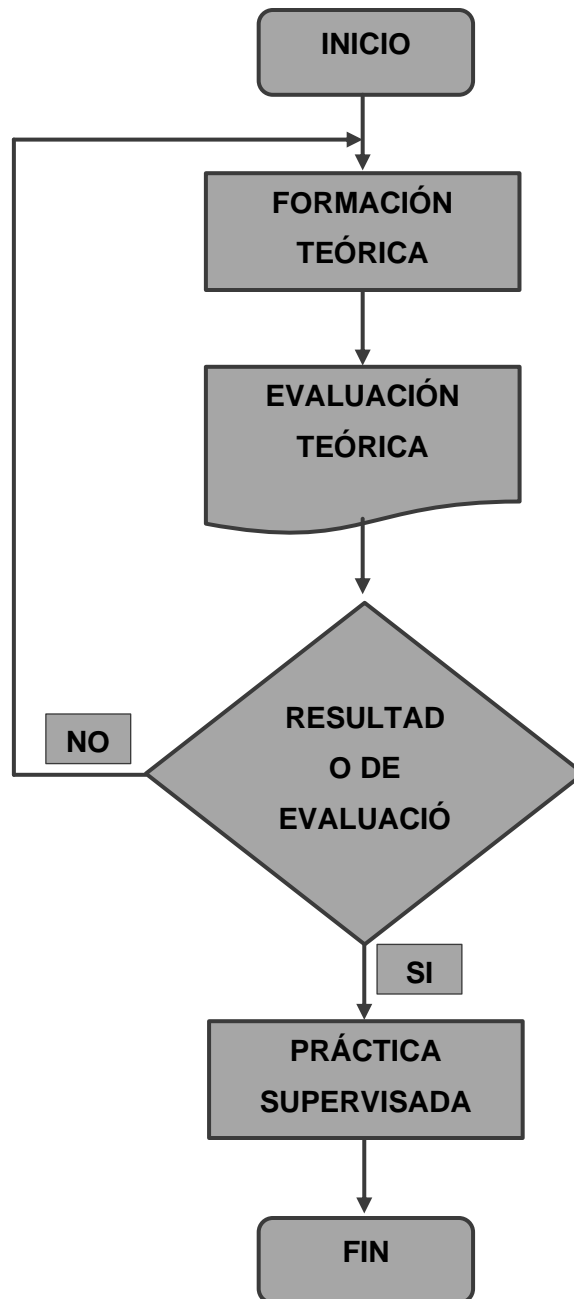 INICIO
FORMACIÓN
TEÓRICA
EVALUACIÓN
TEÓRICA
RESULTAD
O DE
EVALUACIÓ
NO
SI
PRÁCTICA
SUPERVISADA
FIN